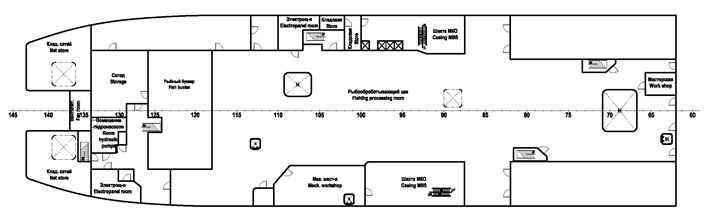 Клад. сетей
Net store
Склад
Storage
Рыбный бункер
Fish bunker
Электрощ-я
Electropanel room
Кладовая
Store
Кладовая
Store
Шахта МКО
Casing MBS
Рыбообрабатывающий цех
Fishing processing room
Мастерская
Work shop
Fan room
145 140 135 130 125 120 115 110 105 100 95 90 85 80 75 70 65 60
Помещение
гидронасосов
Room
hydraulic
pumps
Клад. сетей
Net store
Электрощ-я
Electropanel room
Мех. маст-я
Mech. workshop
Шахта МКО
Casing MBS